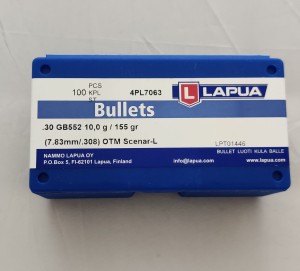 PCS
100 KPL
ST
4PL7063
LAPUA
Bullets
.30 GB552 10,0 g / 155 gr
(7.83mm/.308) OTM Scenar-L
LPT01446
NAMMO LAPUA OY
P.O.Box 5, FI-62101 Lapua, Finland
info@lapua.com
BULLET LUOTI KULA BALLE
www.lapua.com